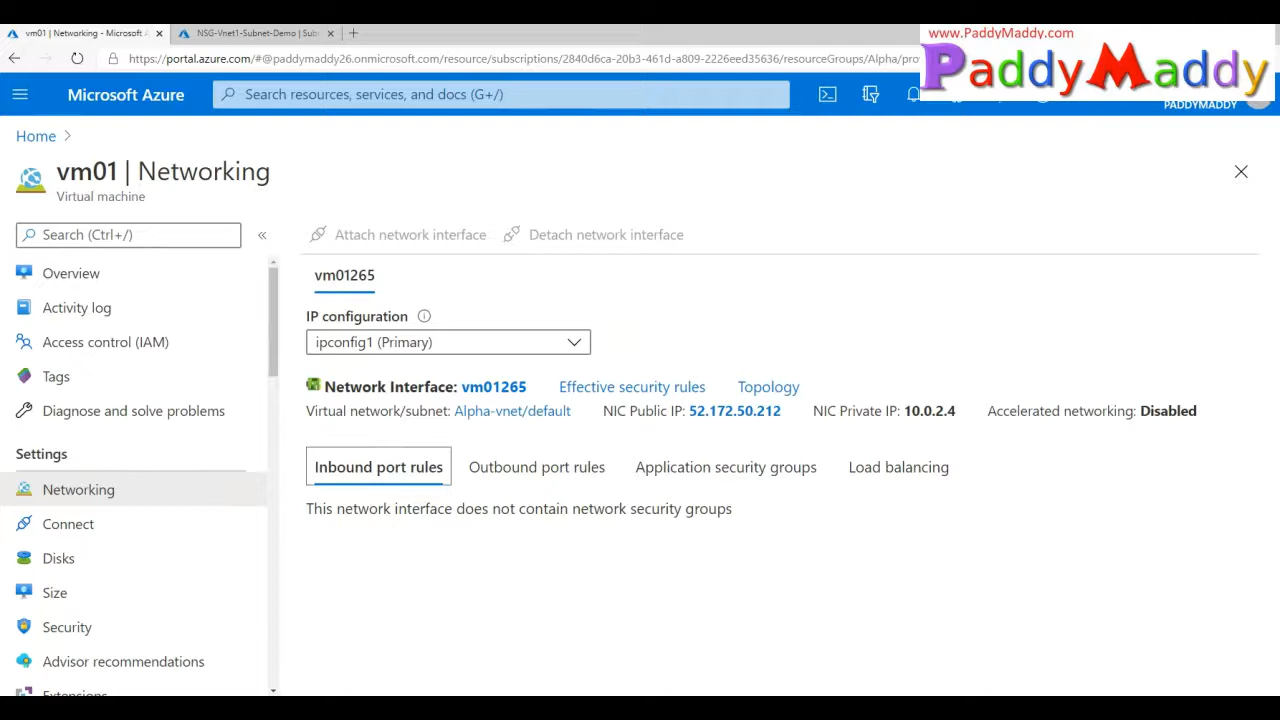 vm01 | Networking - Microsoft A
NSG-Vnet1-Subnet-Demo | Sub
www.PaddyMaddy.com
https://portal.azure.com/#@paddymaddy26.onmicrosoft.com/resource/subscriptions/2840d6ca-20b3-461d-a809-2226eed35636/resourceGroups/Alpha/pro
PaddyMaddy
Microsoft Azure
Search resources, services, and docs (G+/)
PADDYMADDY
Home
vm01 | Networking
Virtual machine
Search (Ctrl+/)
Attach network interface
Detach network interface
Overview
Activity log
Access control (IAM)
Tags
Diagnose and solve problems
Settings
Networking
Connect
Disks
Size
Security
Advisor recommendations
Extensions
vm01265
IP configuration
ipconfig1 (Primary)
Network Interface: vm01265 Effective security rules Topology
Virtual network/subnet: Alpha-vnet/default NIC Public IP: 52.172.50.212 NIC Private IP: 10.0.2.4 Accelerated networking: Disabled
Inbound port rules Outbound port rules Application security groups Load balancing
This network interface does not contain network security groups